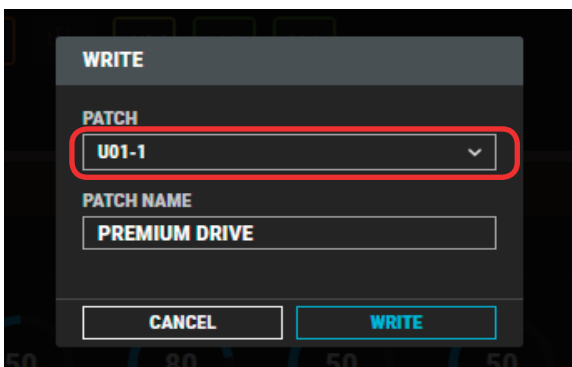 WRITE
PATCH
U01-1
PATCH NAME
PREMIUM DRIVE
CANCEL
WRITE
50
80
50
50